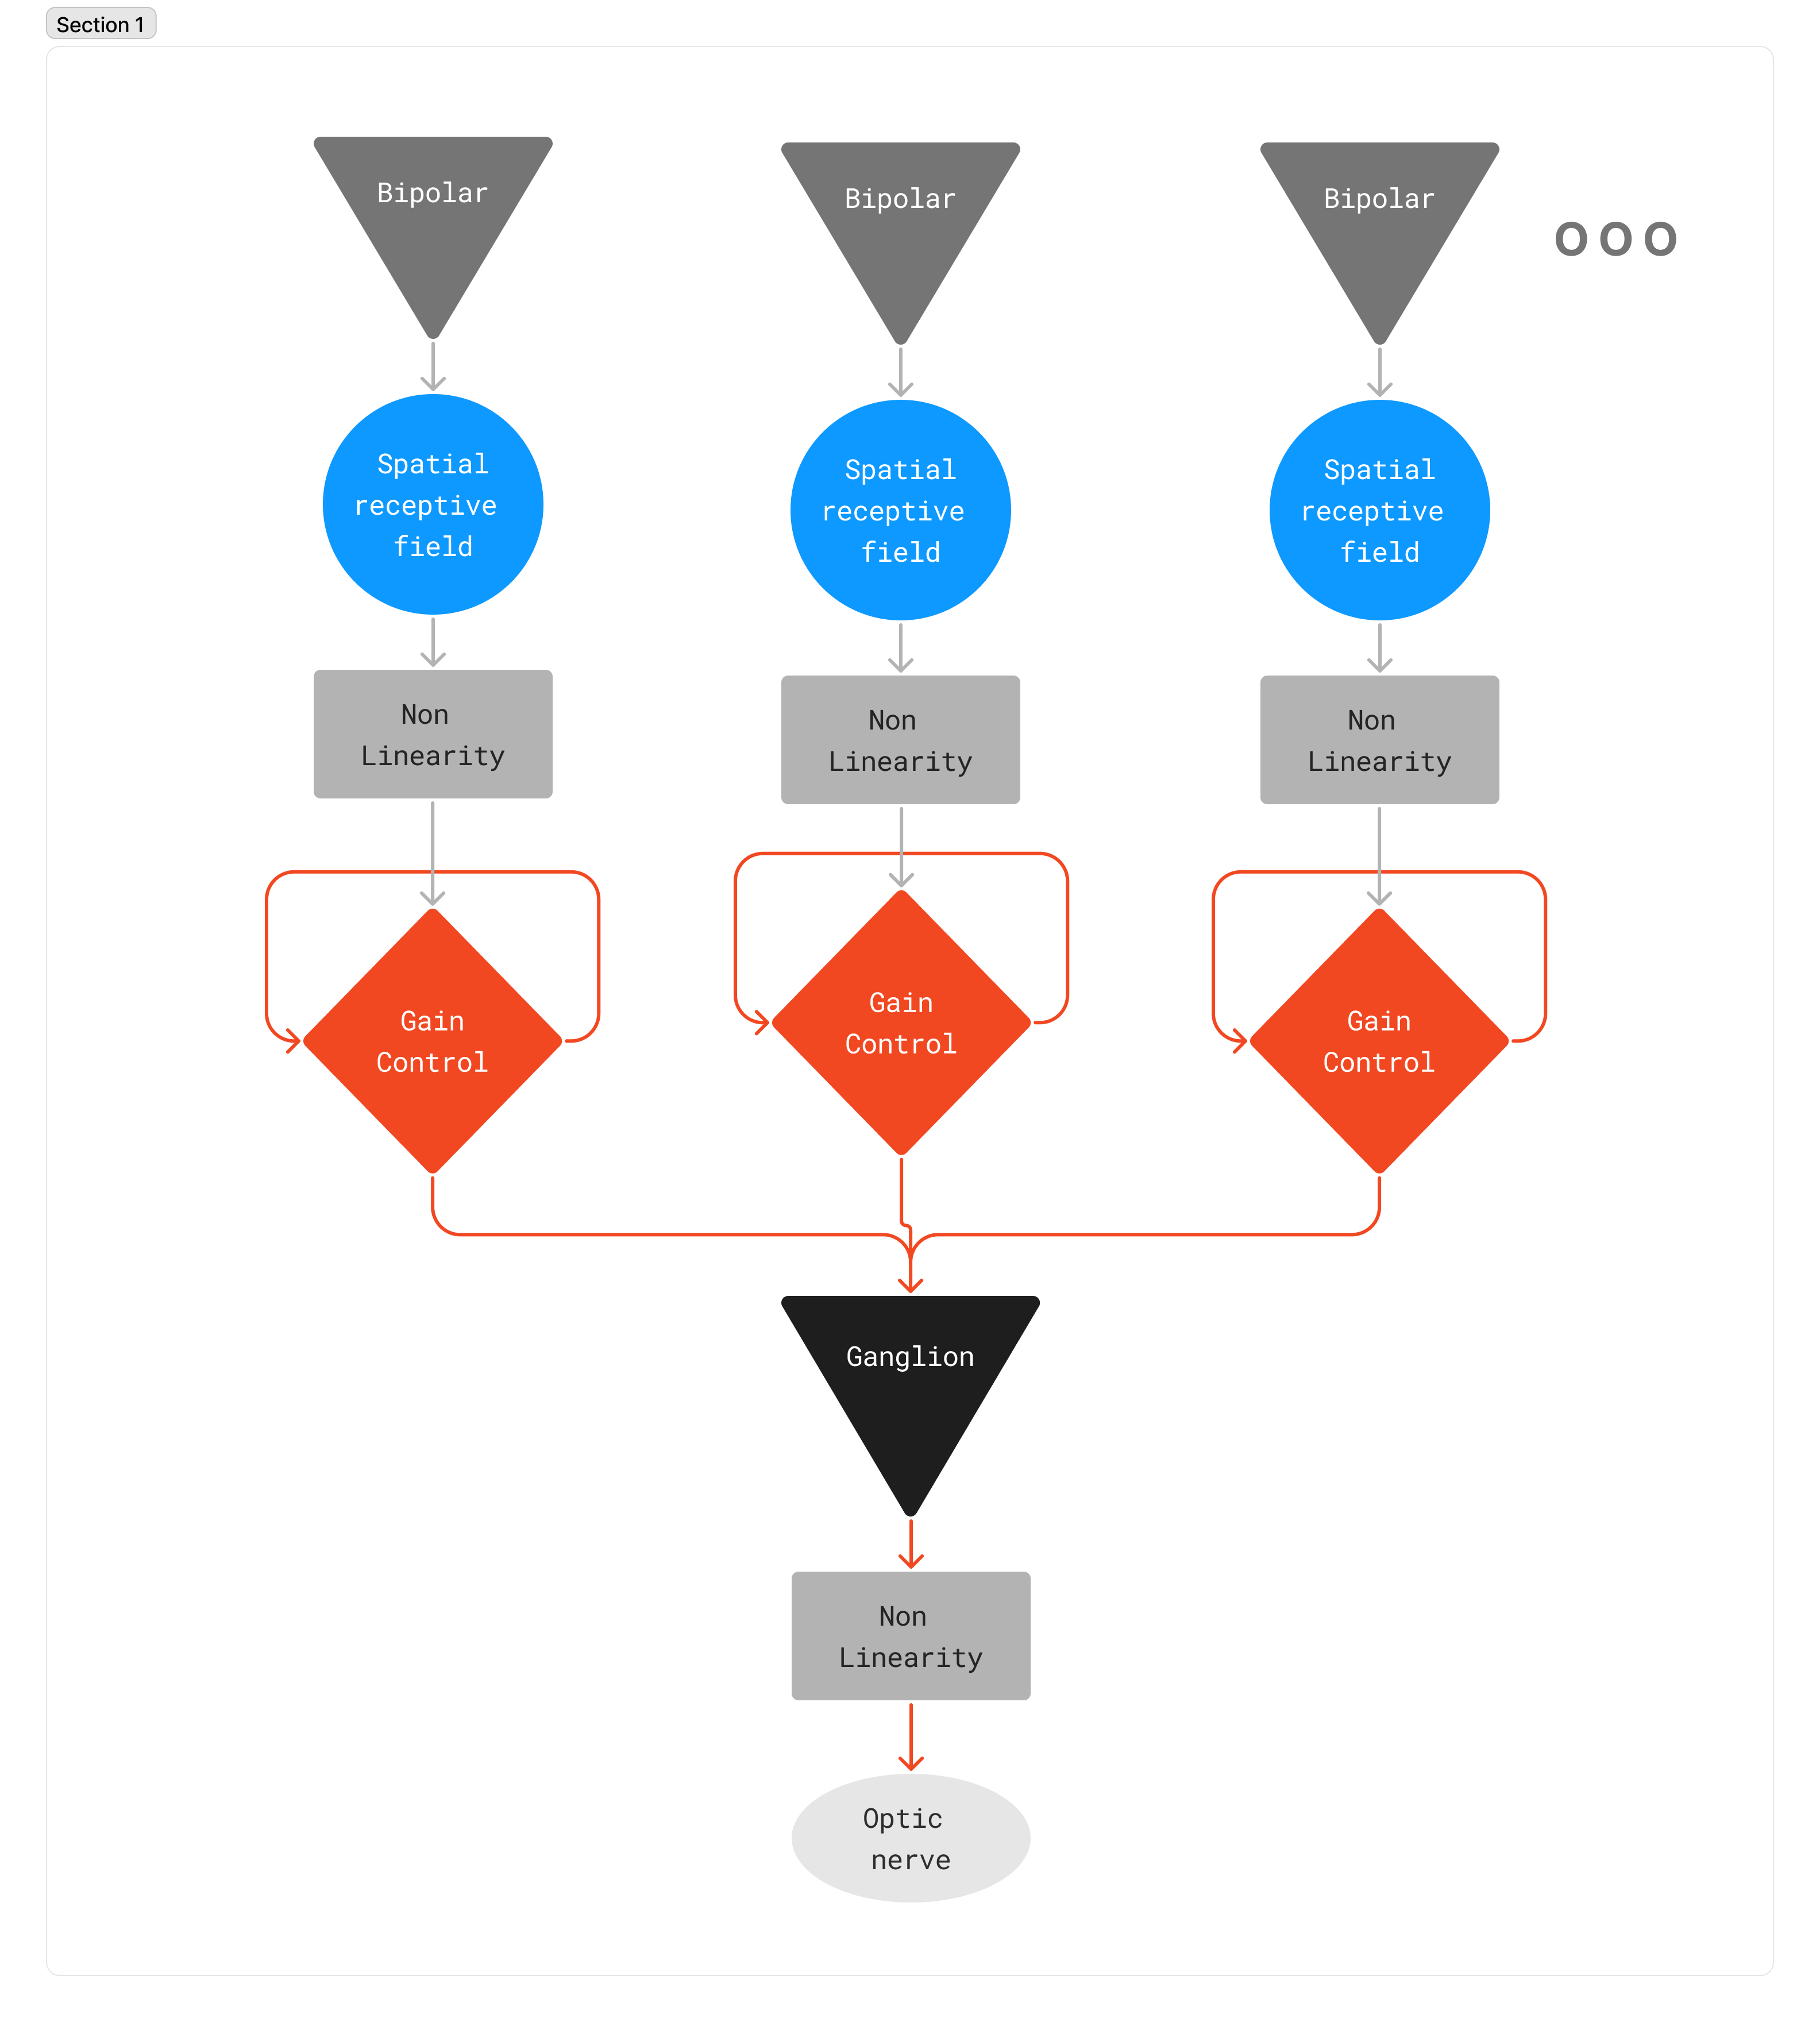 Section 1
Bipolar
Bipolar
Bipolar
ooo
Spatial
receptive
field
Spatial
receptive
field
Spatial
receptive
field
Non
Linearity
Non
Linearity
Non
Linearity
Gain
Control
Gain
Control
Gain
Control
Ganglion
Non
Linearity
Optic
nerve